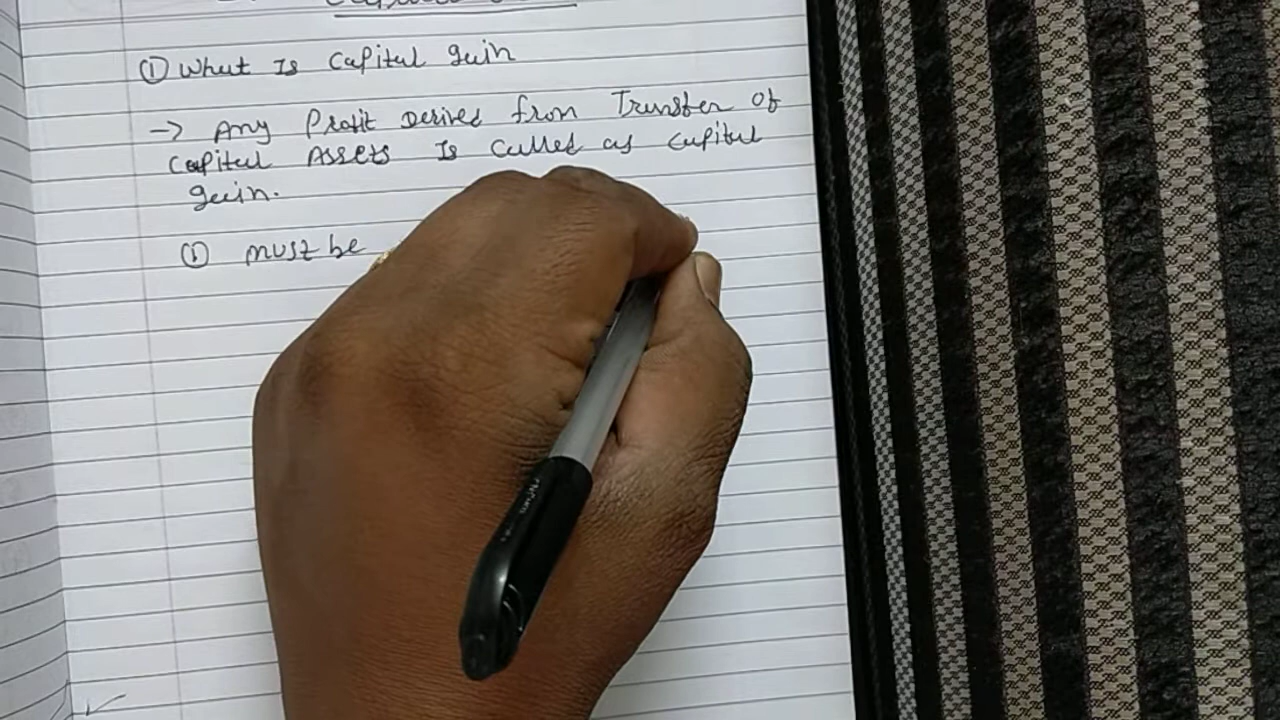 ① What Is Capital gain
→ Any Profit Derived from Transfer Of
Capital Assets Is Called as Capital
gain.
① must be